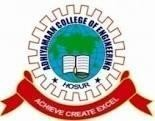 ADHIYAMAAN COLLEGE OF ENGINEERING
HOSUR
ACHIEVE CREATE EXCEL